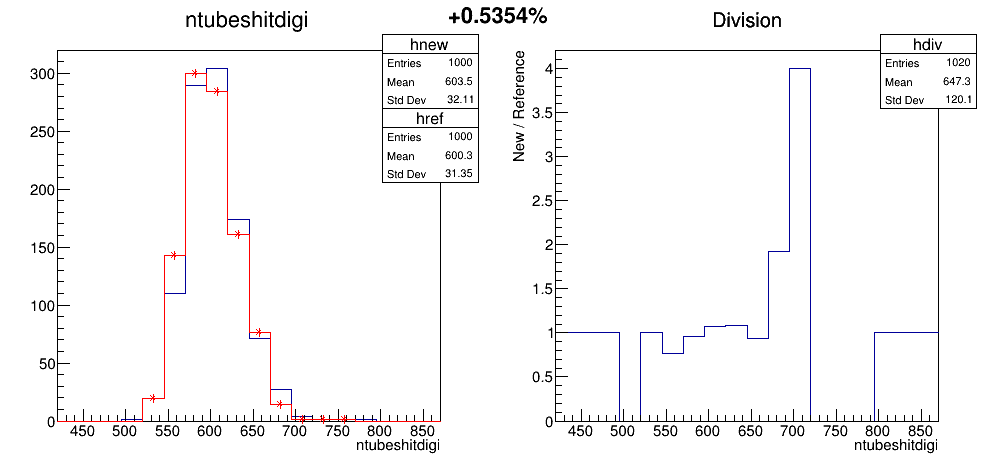 +0.5354%
ntubeshitdigi
hnew
Entries 1000
Mean 603.5
Std Dev 32.11
href
Entries 1000
Mean 600.3
Std Dev 31.35
300
250
200
150
100
50
0
450 500 550 600 650 700 750 800 850
ntubeshitdigi
Division
hdiv
Entries 1020
Mean 647.3
Std Dev 120.1
New / Reference
4
3.5
3
2.5
2
1.5
1
0.5
0
450 500 550 600 650 700 750 800 850
ntubeshitdigi